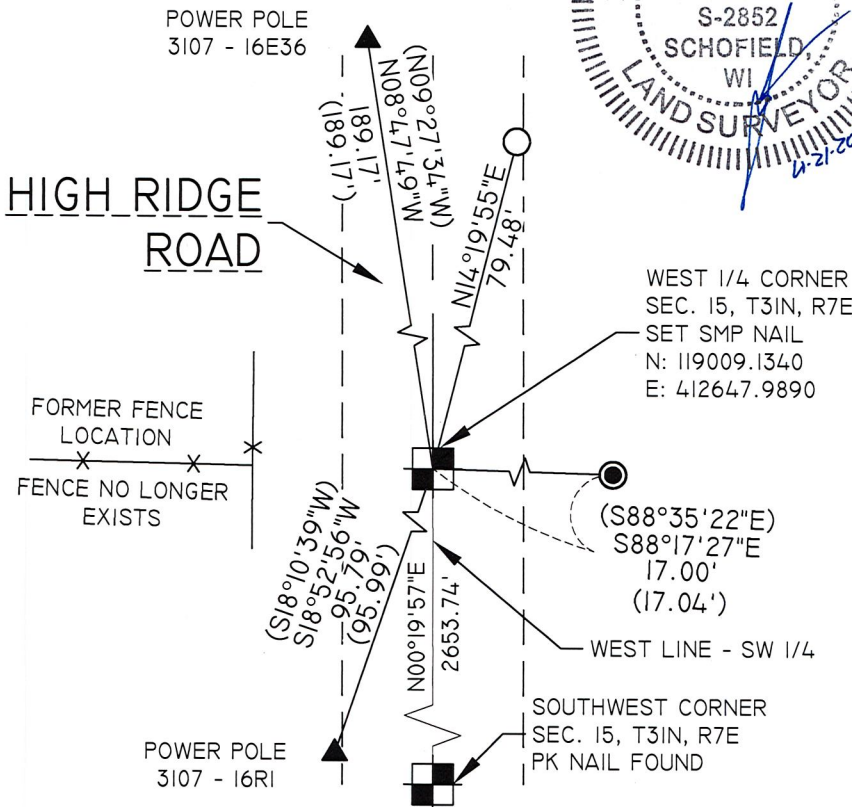 POWER POLE
3107 - 16E36
S-2852
SCHOFIELD,
WI
LAND SURVEYOR
(N09°27'34"W)
N08°47'49"W
189.17'
(189.17')
HIGH RIDGE
ROAD
N14°19'55"E
79.48'
WEST 1/4 CORNER
SEC. 15, T31N, R7E
SET SMP NAIL
N: 119009.1340
E: 412647.9890
FORMER FENCE
LOCATION
FENCE NO LONGER
EXISTS
(S88°35'22"E)
S88°17'27"E
17.00'
(17.04')
(S18°10'39"W)
S18°52'56"W
95.79'
(95.99')
N00°19'57"E
2653.74'
WEST LINE - SW 1/4
SOUTHWEST CORNER
SEC. 15, T31N, R7E
PK NAIL FOUND
POWER POLE
3107 - 16R1